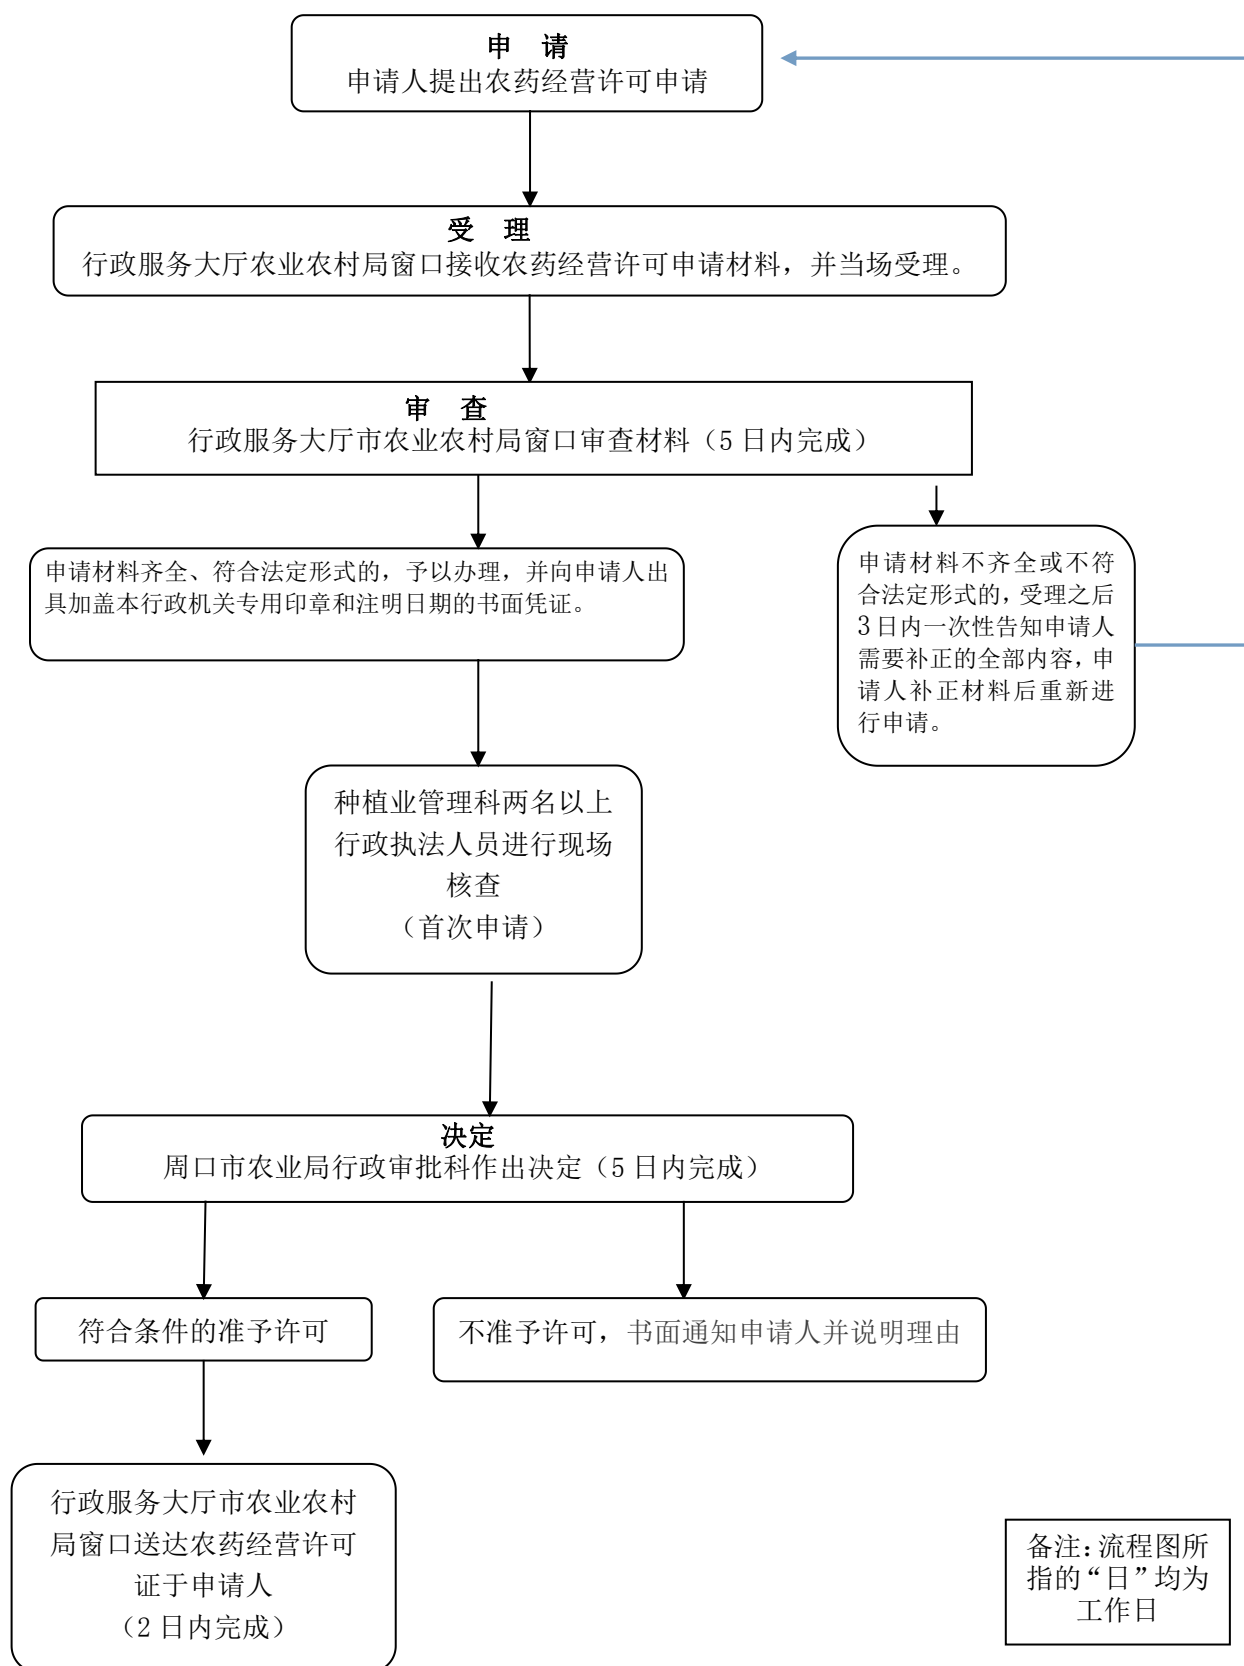 申 请
申请人提出农药经营许可申请
受 理
行政服务大厅农业农村局窗口接收农药经营许可申请材料，并当场受理。
审 查
行政服务大厅市农业农村局窗口审查材料（5 日内完成）
申请材料齐全、符合法定形式的，予以办理，并向申请人出
具加盖本行政机关专用印章和注明日期的书面凭证。
申请材料不齐全或不符
合法定形式的，受理之后
3 日内一次性告知申请人
需要补正的全部内容，申
请人补正材料后重新进
行申请。
种植业管理科两名以上
行政执法人员进行现场
核查
（首次申请）
决定
周口市农业局行政审批科作出决定（5 日内完成）
符合条件的准予许可
不准予许可，书面通知申请人并说明理由
行政服务大厅市农业农村
局窗口送达农药经营许可
证于申请人
（2 日内完成）
备注：流程图所
指的“日”均为
工作日